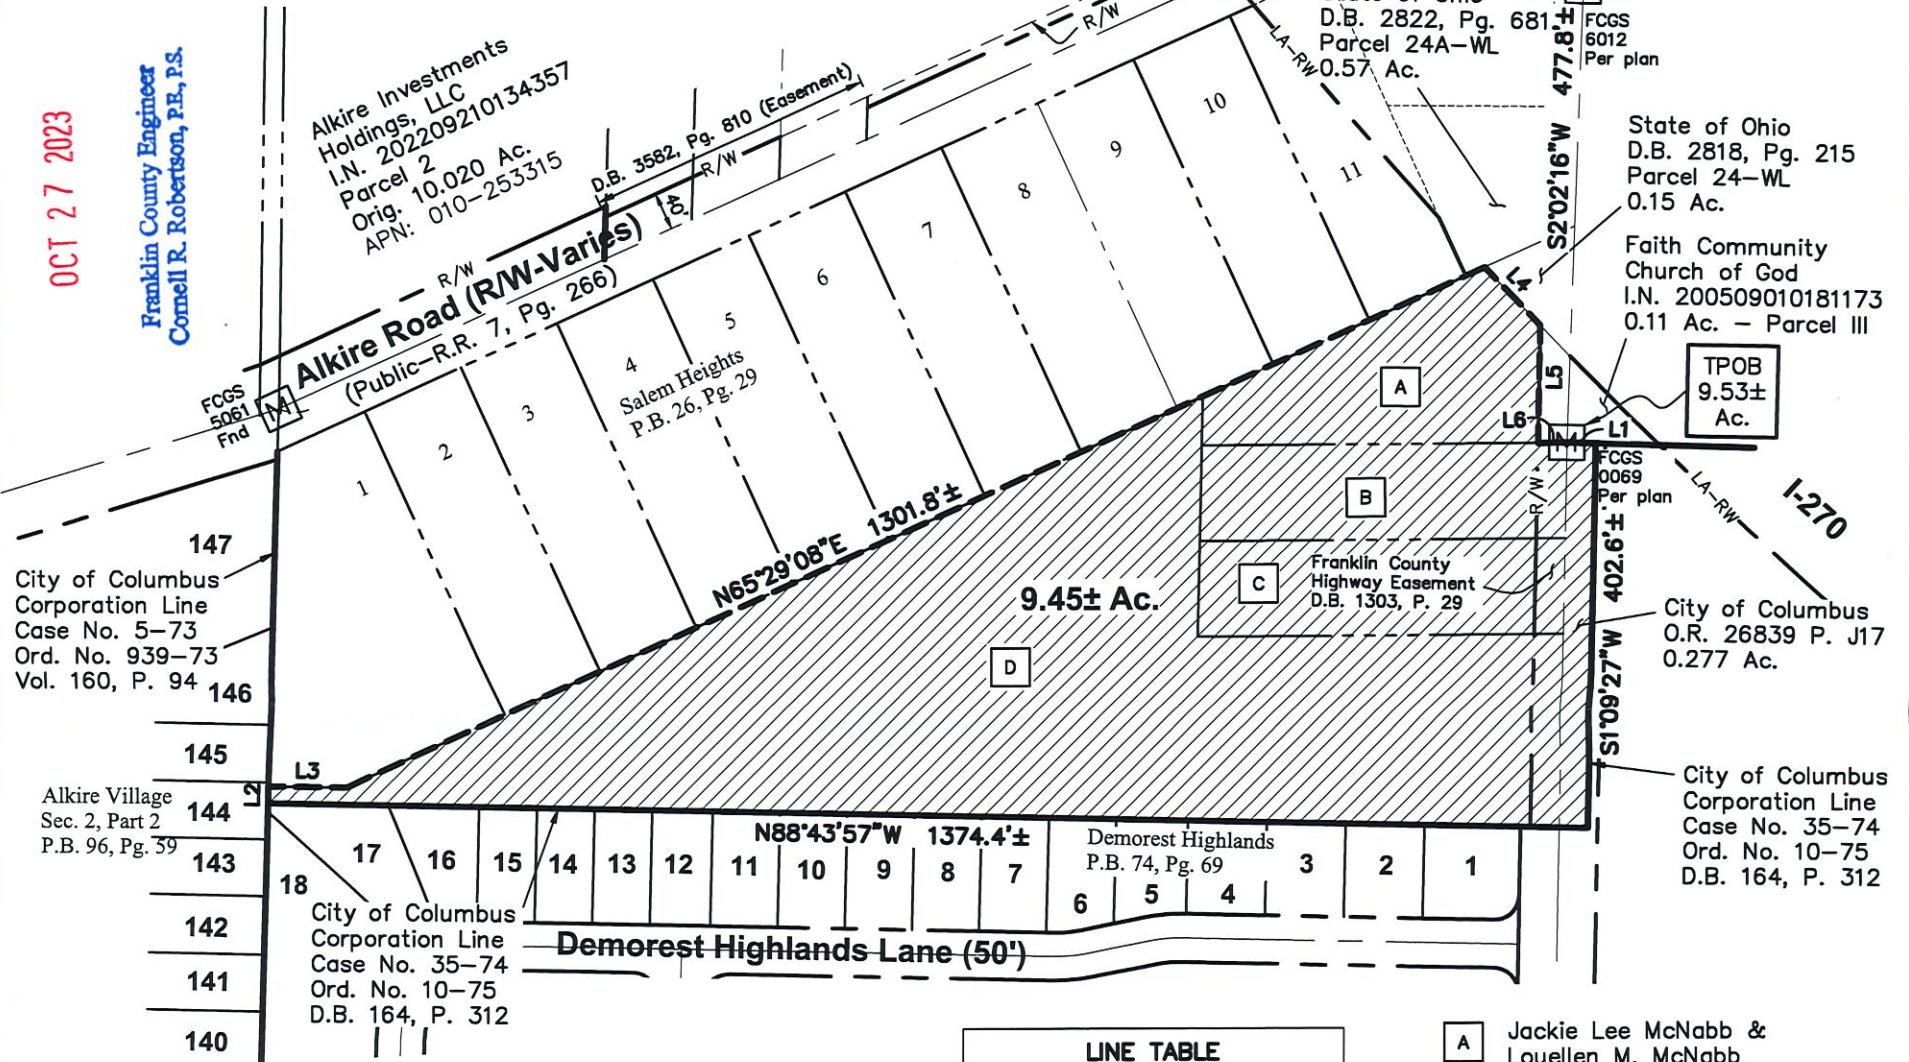 OCT 27 2023
Franklin County Engineer
Cornell R. Robertson, P.E., P.S.
Alkire Investments
Holdings, LLC
I.N. 202209210134357
Parcel 2
Orig. 10.020 Ac.
APN: 010-253315
D.B. 3582, Pg. 810 (Easement)
R/W
R/W
R/W
40'
Alkire Road (R/W-Varies)
(Public-R.R. 7, Pg. 266)
FCGS
5061
Fnd
M
D.B. 2822, Pg. 681
Parcel 24A-WL
0.57 Ac.
LA-RW
S2°02'16"W 477.8'±
FCGS
6012
Per plan
State of Ohio
D.B. 2818, Pg. 215
Parcel 24-WL
0.15 Ac.
Faith Community
Church of God
I.N. 200509010181173
0.11 Ac. - Parcel III
TPOB
9.53±
Ac.
L4
L5
L6
L1
M
FCGS
0069
Per plan
LA-RW
I-270
1
2
3
4
5
6
7
8
9
10
11
Salem Heights
P.B. 26, Pg. 29
N65°29'08"E 1301.8'±
A
B
C
D
9.45± Ac.
Franklin County
Highway Easement
D.B. 1303, P. 29
R/W
S1°09'27"W 402.6'±
City of Columbus
O.R. 26839 P. J17
0.277 Ac.
147
City of Columbus
Corporation Line
Case No. 5-73
Ord. No. 939-73
Vol. 160, P. 94
146
145
L3
L2
Alkire Village
Sec. 2, Part 2
P.B. 96, Pg. 59
144
143
142
141
140
N88°43'57"W 1374.4'±
Demorest Highlands
P.B. 74, Pg. 69
18
17
16
15
14
13
12
11
10
9
8
7
6
5
4
3
2
1
City of Columbus
Corporation Line
Case No. 35-74
Ord. No. 10-75
D.B. 164, P. 312
Demorest Highlands Lane (50')
City of Columbus
Corporation Line
Case No. 35-74
Ord. No. 10-75
D.B. 164, P. 312
LINE TABLE
A
Jackie Lee McNabb &
Louellen M. McNabb